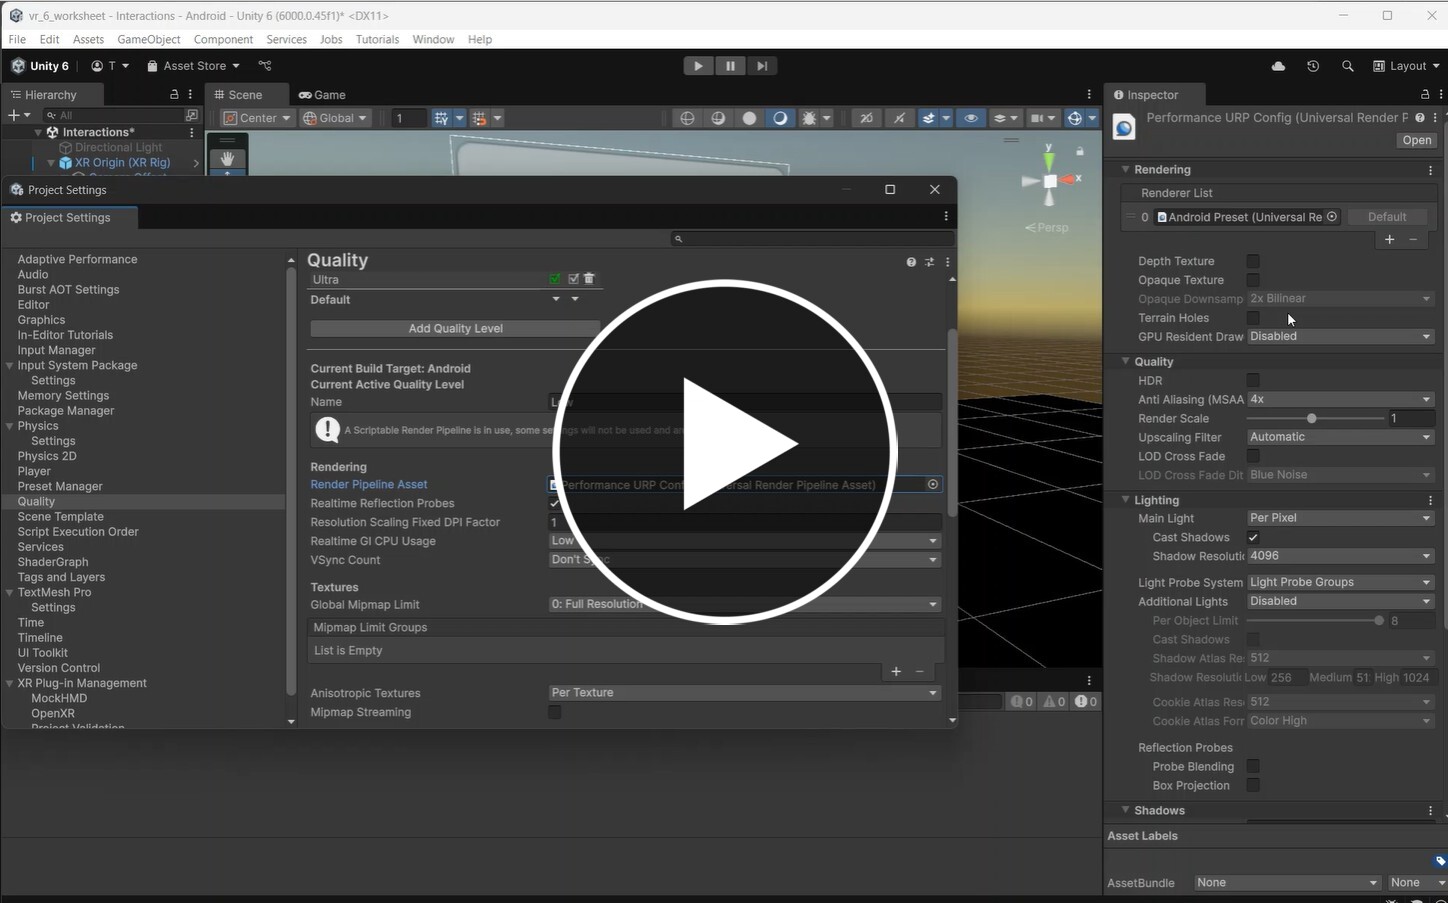 vr_6_worksheet - Interactions - Android - Unity 6 (6000.0.45f1)* <DX11>
File Edit Assets GameObject Component Services Jobs Tutorials Window Help
Unity 6 T Asset Store Layout
Hierarchy
All
Interactions*
Directional Light
XR Origin (XR Rig)
Scene Game
Center Global 1
y
x
Persp
Project Settings
Project Settings
Adaptive Performance
Audio
Burst AOT Settings
Editor
Graphics
In-Editor Tutorials
Input Manager
Input System Package
Settings
Memory Settings
Package Manager
Physics
Settings
Physics 2D
Player
Preset Manager
Quality
Scene Template
Script Execution Order
Services
ShaderGraph
Tags and Layers
TextMesh Pro
Settings
Time
Timeline
UI Toolkit
Version Control
XR Plug-in Management
MockHMD
OpenXR
Project Validation
Quality
Ultra
Default
Add Quality Level
Current Build Target: Android
Current Active Quality Level
Name
A Scriptable Render Pipeline is in use, some settings will not be used and are
Rendering
Render Pipeline Asset Performance URP Config (Universal Render Pipeline Asset)
Realtime Reflection Probes
Resolution Scaling Fixed DPI Factor 1
Realtime GI CPU Usage Low
VSync Count Don't Sync
Textures
Global Mipmap Limit 0: Full Resolution
Mipmap Limit Groups
List is Empty
Anisotropic Textures Per Texture
Mipmap Streaming
0 0 0
Inspector
Performance URP Config (Universal Render P
Open
Rendering
Renderer List
0 Android Preset (Universal Re Default
Depth Texture
Opaque Texture
Opaque Downsamp 2x Bilinear
Terrain Holes
GPU Resident Draw Disabled
Quality
HDR
Anti Aliasing (MSAA 4x
Render Scale 1
Upscaling Filter Automatic
LOD Cross Fade
LOD Cross Fade Dit Blue Noise
Lighting
Main Light Per Pixel
Cast Shadows
Shadow Resolutic 4096
Light Probe System Light Probe Groups
Additional Lights Disabled
Per Object Limit 8
Cast Shadows
Shadow Atlas Re 512
Shadow Resoluti Low 256 Medium 51 High 1024
Cookie Atlas Res 512
Cookie Atlas Forr Color High
Reflection Probes
Probe Blending
Box Projection
Shadows
Asset Labels
AssetBundle None None